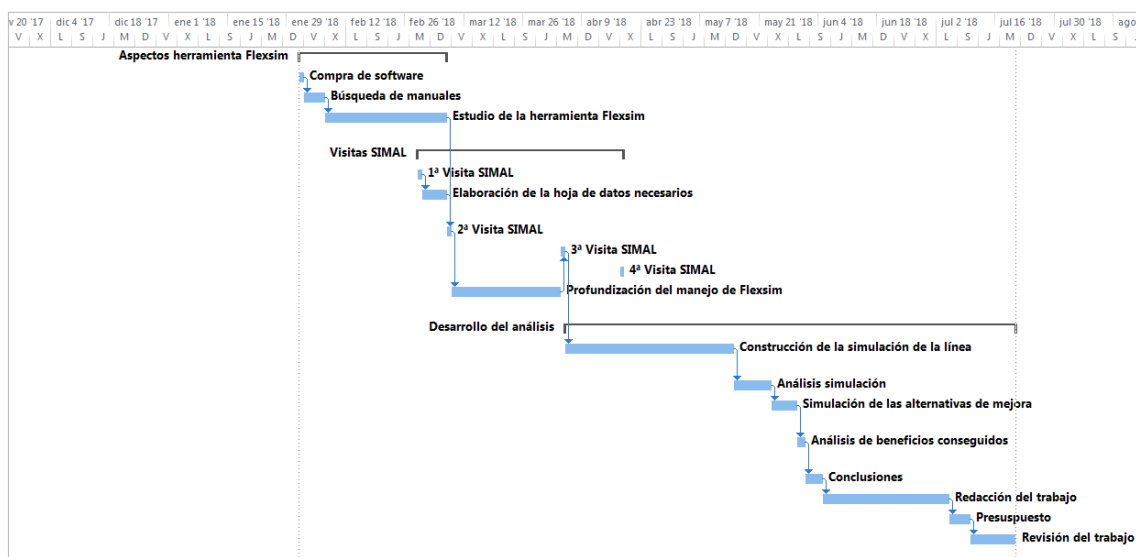 v 20 '17 dic 4 '17 dic 18 '17 ene 1 '18 ene 15 '18 ene 29 '18 feb 12 '18 feb 26 '18 mar 12 '18 mar 26 '18 abr 9 '18 abr 23 '18 may 7 '18 may 21 '18 jun 4 '18 jun 18 '18 jul 2 '18 jul 16 '18 jul 30 '18 ago
V X L S J M D V X L S J M D V X L S J M D V X L S J M D V X L S J M D V X L S J M D V X L S J M D V X L S
Aspectos herramienta Flexsim
Compra de software
Búsqueda de manuales
Estudio de la herramienta Flexsim
Visitas SIMAL
1ª Visita SIMAL
Elaboración de la hoja de datos necesarios
2ª Visita SIMAL
3ª Visita SIMAL
4ª Visita SIMAL
Profundización del manejo de Flexsim
Desarrollo del análisis
Construcción de la simulación de la línea
Análisis simulación
Simulación de las alternativas de mejora
Análisis de beneficios conseguidos
Conclusiones
Redacción del trabajo
Presuspuesto
Revisión del trabajo